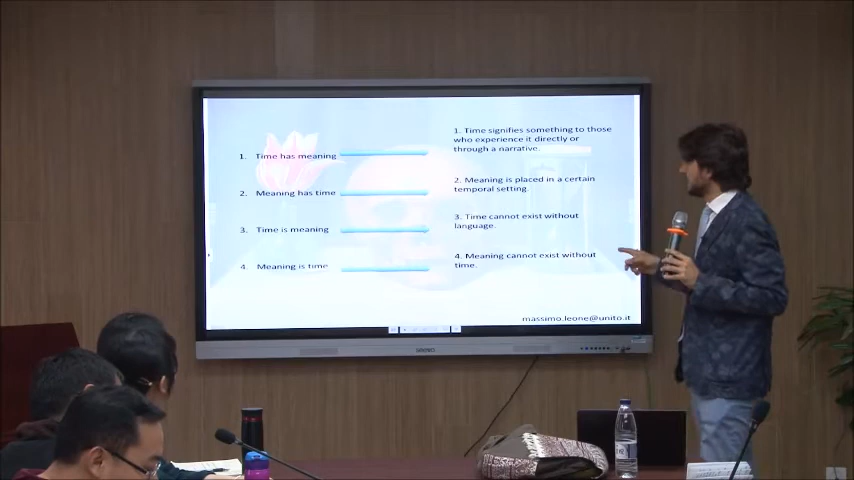 1. Time has meaning
2. Meaning has time
3. Time is meaning
4. Meaning is time
1. Time signifies something to those
who experience it directly or
through a narrative.
2. Meaning is placed in a certain
temporal setting.
3. Time cannot exist without
language.
4. Meaning cannot exist without
time.
massimo.leone@unito.it